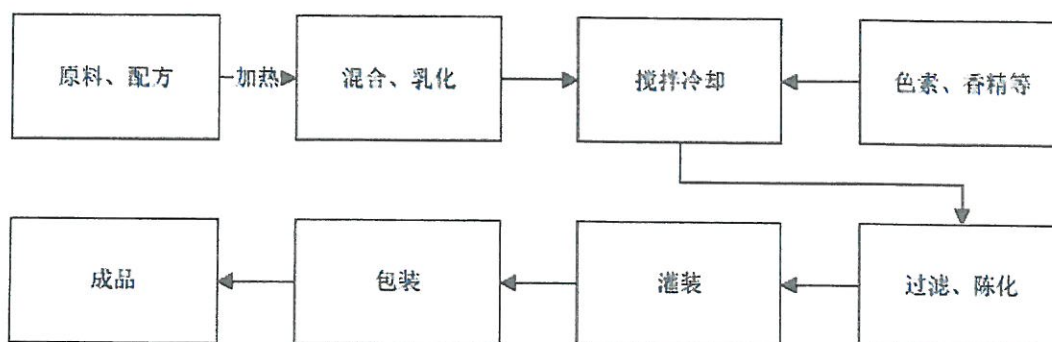 原料、配方
加热
混合、乳化
搅拌冷却
色素、香精等
成品
包装
灌装
过滤、陈化